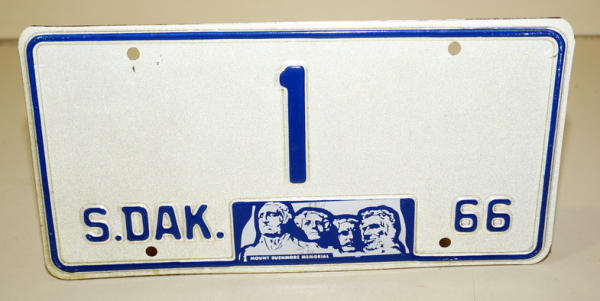 1
S.DAK. 66
MOUNT RUSHMORE MEMORIAL